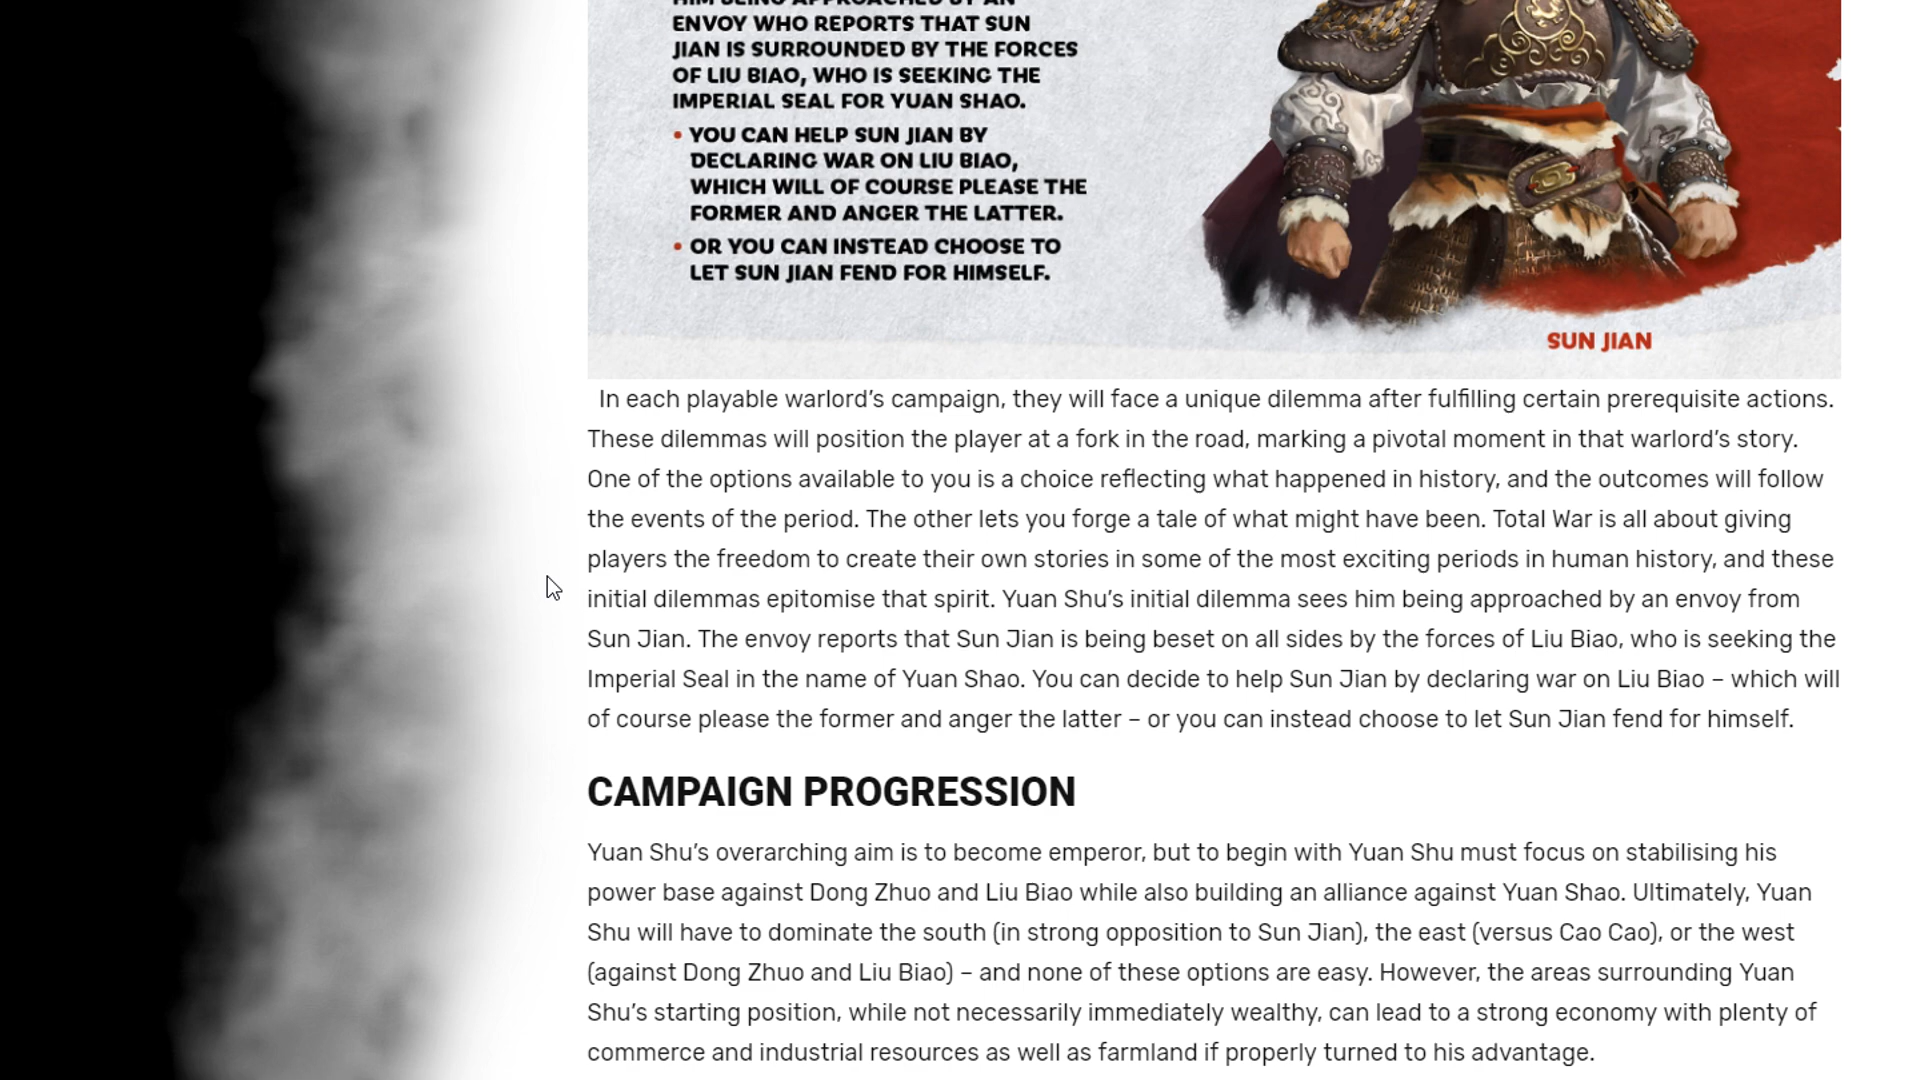 HIM BEING APPROACHED BY AN
ENVOY WHO REPORTS THAT SUN
JIAN IS SURROUNDED BY THE FORCES
OF LIU BIAO, WHO IS SEEKING THE
IMPERIAL SEAL FOR YUAN SHAO.
• YOU CAN HELP SUN JIAN BY
DECLARING WAR ON LIU BIAO,
WHICH WILL OF COURSE PLEASE THE
FORMER AND ANGER THE LATTER.
• OR YOU CAN INSTEAD CHOOSE TO
LET SUN JIAN FEND FOR HIMSELF.
SUN JIAN
In each playable warlord’s campaign, they will face a unique dilemma after fulfilling certain prerequisite actions.
These dilemmas will position the player at a fork in the road, marking a pivotal moment in that warlord’s story.
One of the options available to you is a choice reflecting what happened in history, and the outcomes will follow
the events of the period. The other lets you forge a tale of what might have been. Total War is all about giving
players the freedom to create their own stories in some of the most exciting periods in human history, and these
initial dilemmas epitomise that spirit. Yuan Shu’s initial dilemma sees him being approached by an envoy from
Sun Jian. The envoy reports that Sun Jian is being beset on all sides by the forces of Liu Biao, who is seeking the
Imperial Seal in the name of Yuan Shao. You can decide to help Sun Jian by declaring war on Liu Biao – which will
of course please the former and anger the latter – or you can instead choose to let Sun Jian fend for himself.
CAMPAIGN PROGRESSION
Yuan Shu’s overarching aim is to become emperor, but to begin with Yuan Shu must focus on stabilising his
power base against Dong Zhuo and Liu Biao while also building an alliance against Yuan Shao. Ultimately, Yuan
Shu will have to dominate the south (in strong opposition to Sun Jian), the east (versus Cao Cao), or the west
(against Dong Zhuo and Liu Biao) – and none of these options are easy. However, the areas surrounding Yuan
Shu’s starting position, while not necessarily immediately wealthy, can lead to a strong economy with plenty of
commerce and industrial resources as well as farmland if properly turned to his advantage.